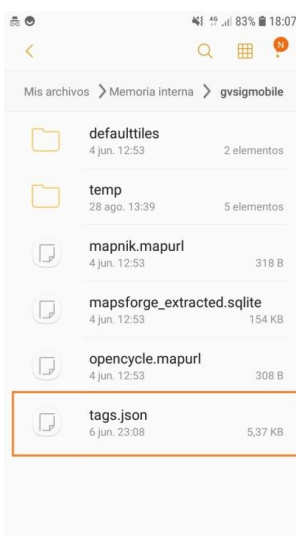 4G 83% 18:07
N
Mis archivos > Memoria interna > gvsigmobile
defaulttiles
4 jun. 12:53 2 elementos
temp
28 ago. 13:39 5 elementos
mapnik.mapurl
4 jun. 12:53 318 B
mapsforge_extracted.sqlite
4 jun. 12:53 154 KB
opencycle.mapurl
4 jun. 12:53 308 B
tags.json
6 jun. 23:08 5,37 KB